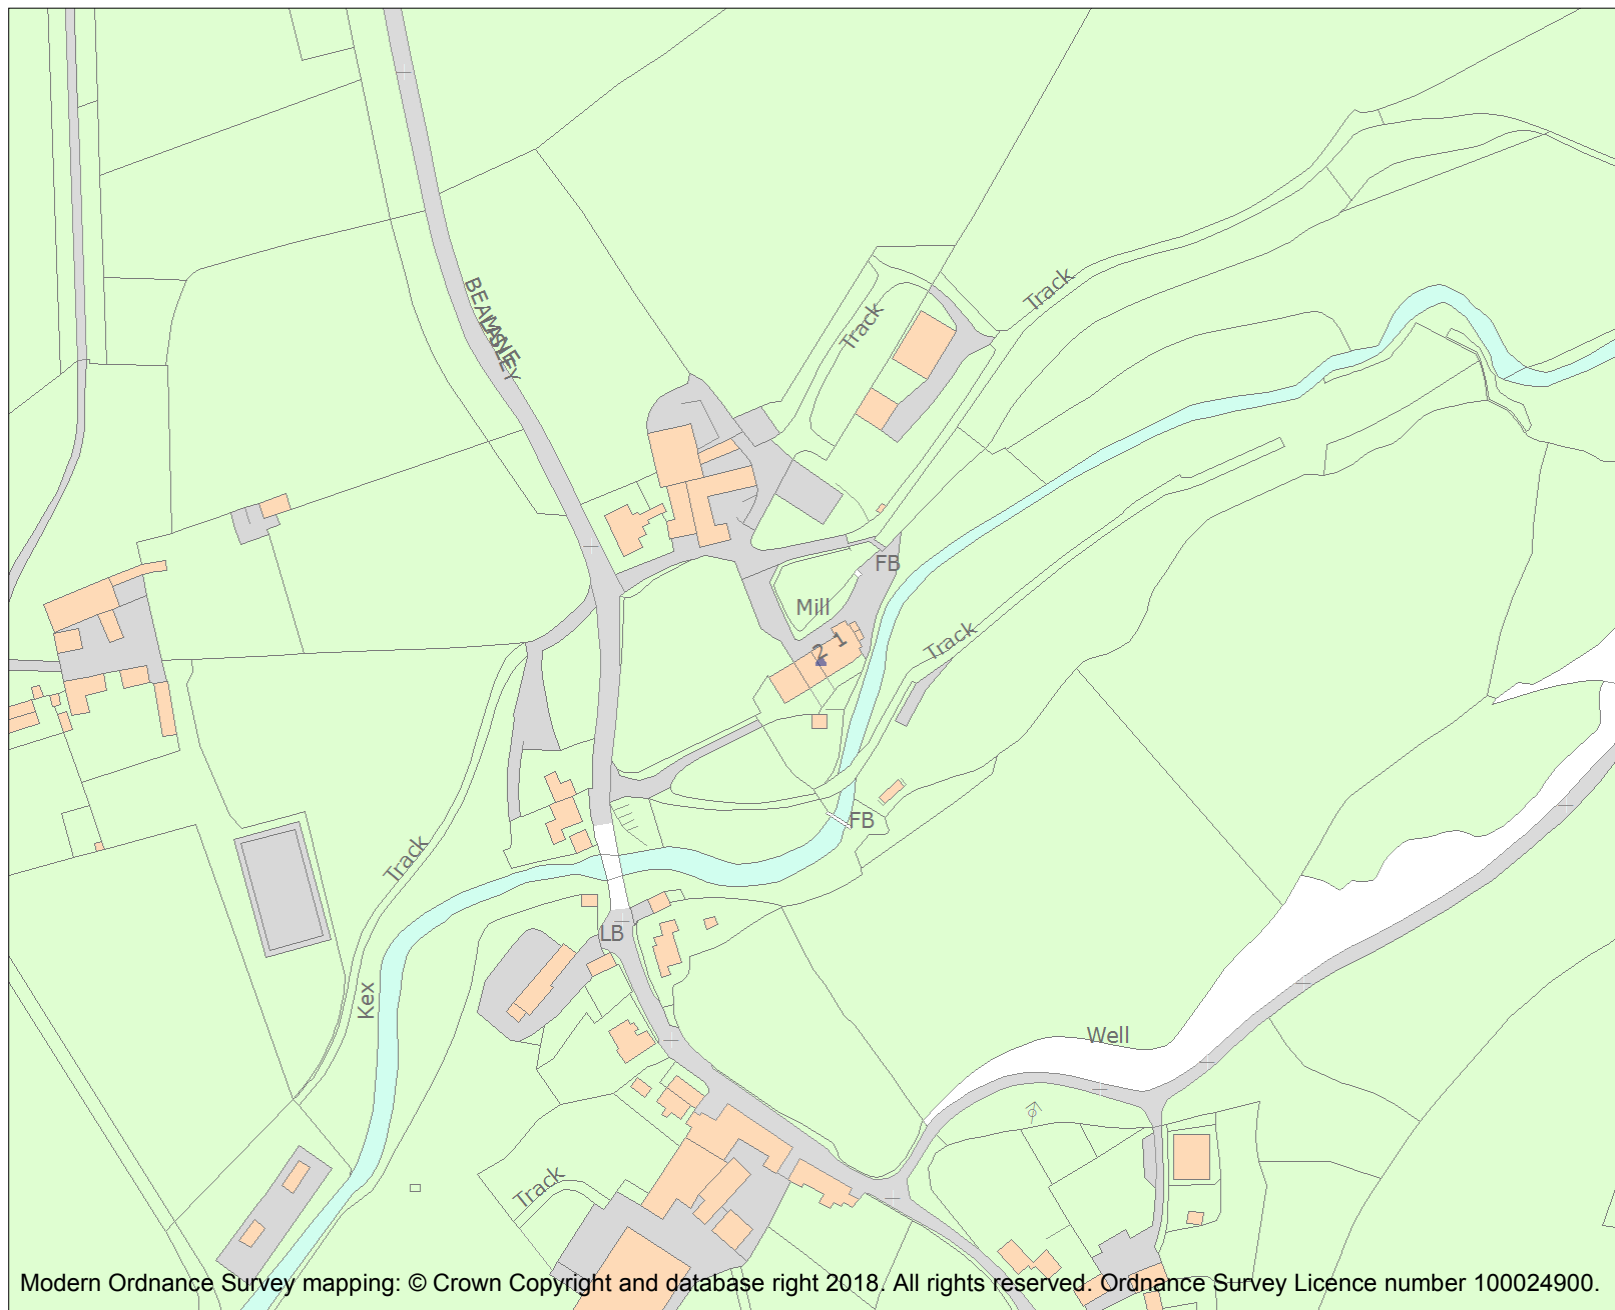 BEAMSLEY
LANE
Track
Track
FB
Mill
1
2
Track
FB
Track
LB
Kex
Well
Track
Modern Ordnance Survey mapping: © Crown Copyright and database right 2018. All rights reserved. Ordnance Survey Licence number 100024900.